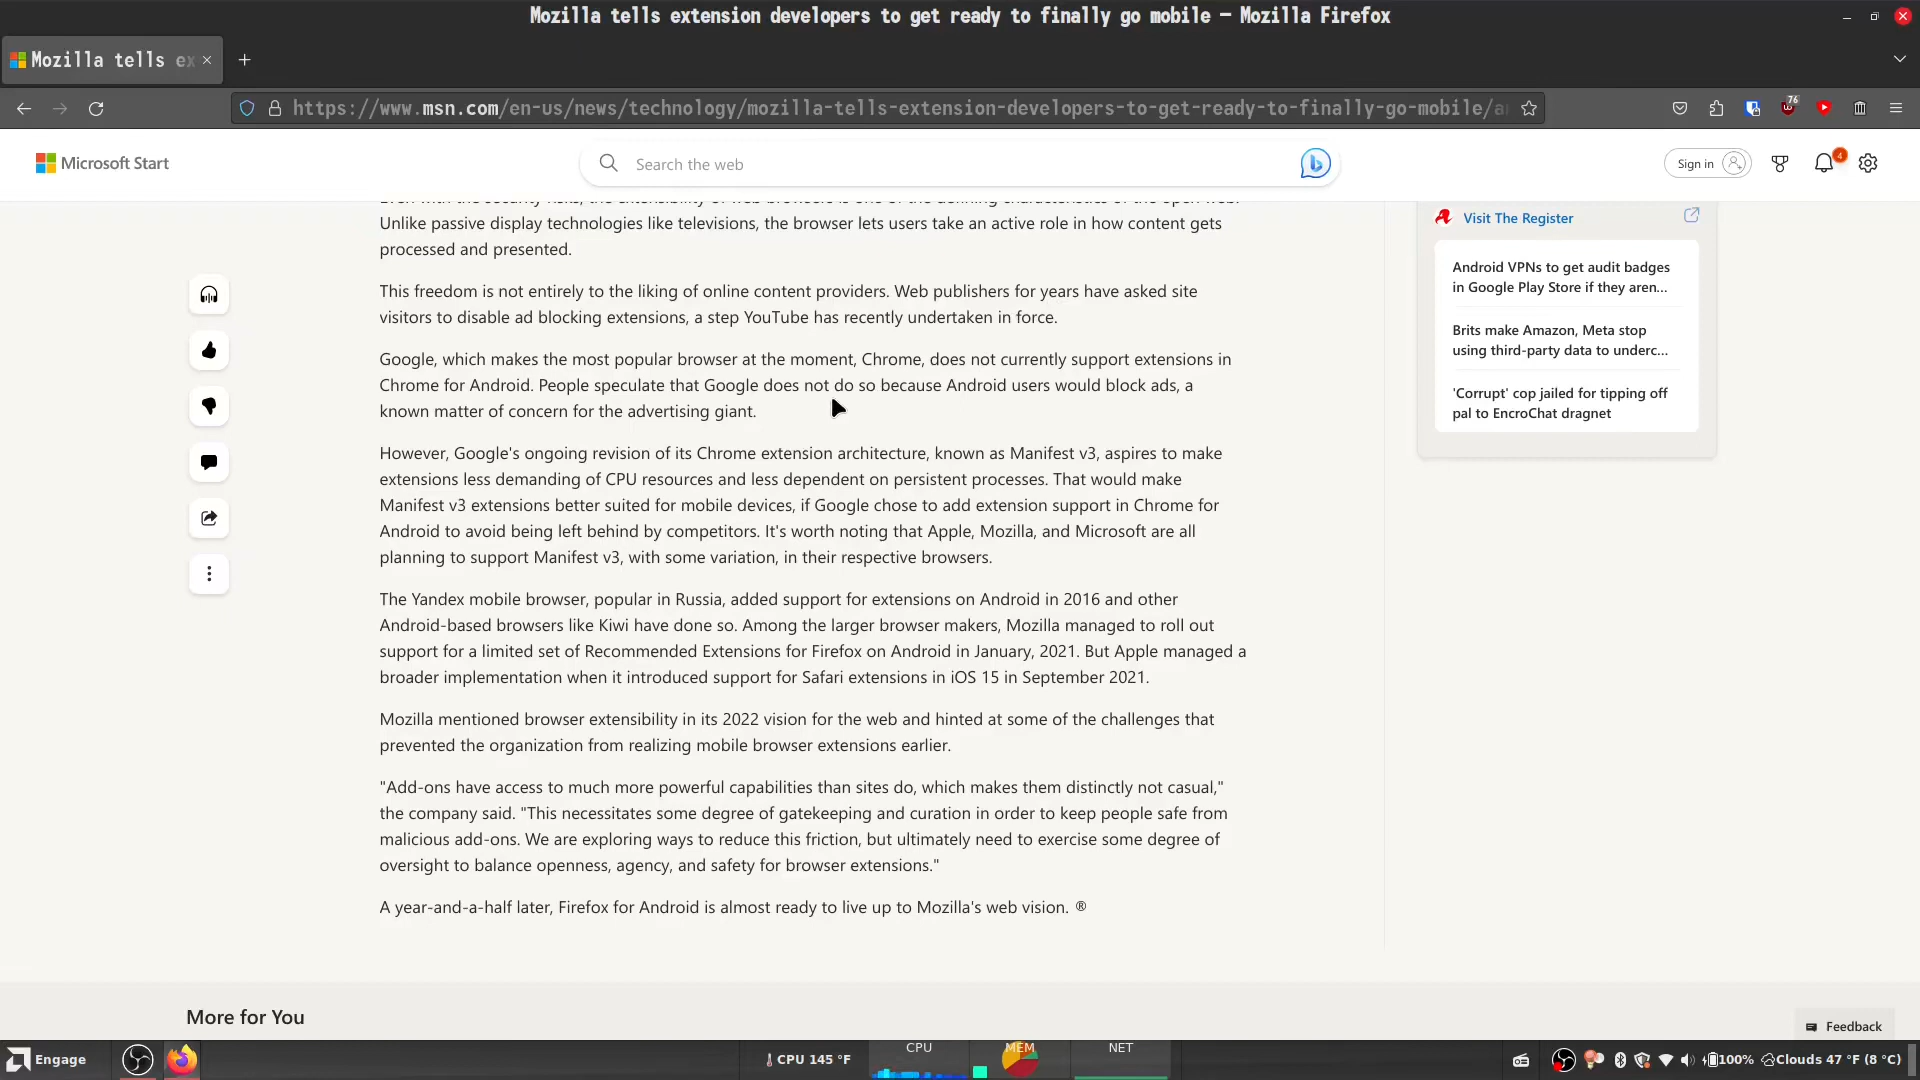 Mozilla tells extension developers to get ready to finally go mobile — Mozilla Firefox
Mozilla tells ex
https://www.msn.com/en-us/news/technology/mozilla-tells-extension-developers-to-get-ready-to-finally-go-mobile/a
76
Microsoft Start
Search the web
Sign in
4
Unlike passive display technologies like televisions, the browser lets users take an active role in how content gets
processed and presented.
This freedom is not entirely to the liking of online content providers. Web publishers for years have asked site
visitors to disable ad blocking extensions, a step YouTube has recently undertaken in force.
Google, which makes the most popular browser at the moment, Chrome, does not currently support extensions in
Chrome for Android. People speculate that Google does not do so because Android users would block ads, a
known matter of concern for the advertising giant.
However, Google's ongoing revision of its Chrome extension architecture, known as Manifest v3, aspires to make
extensions less demanding of CPU resources and less dependent on persistent processes. That would make
Manifest v3 extensions better suited for mobile devices, if Google chose to add extension support in Chrome for
Android to avoid being left behind by competitors. It's worth noting that Apple, Mozilla, and Microsoft are all
planning to support Manifest v3, with some variation, in their respective browsers.
The Yandex mobile browser, popular in Russia, added support for extensions on Android in 2016 and other
Android-based browsers like Kiwi have done so. Among the larger browser makers, Mozilla managed to roll out
support for a limited set of Recommended Extensions for Firefox on Android in January, 2021. But Apple managed a
broader implementation when it introduced support for Safari extensions in iOS 15 in September 2021.
Mozilla mentioned browser extensibility in its 2022 vision for the web and hinted at some of the challenges that
prevented the organization from realizing mobile browser extensions earlier.
"Add-ons have access to much more powerful capabilities than sites do, which makes them distinctly not casual,"
the company said. "This necessitates some degree of gatekeeping and curation in order to keep people safe from
malicious add-ons. We are exploring ways to reduce this friction, but ultimately need to exercise some degree of
oversight to balance openness, agency, and safety for browser extensions."
A year-and-a-half later, Firefox for Android is almost ready to live up to Mozilla's web vision. ®
Visit The Register
Android VPNs to get audit badges
in Google Play Store if they aren...
Brits make Amazon, Meta stop
using third-party data to underc...
'Corrupt' cop jailed for tipping off
pal to EncroChat dragnet
More for You
Feedback
Engage
CPU 145 °F
CPU
MEM
NET
100%
Clouds 47 °F (8 °C)